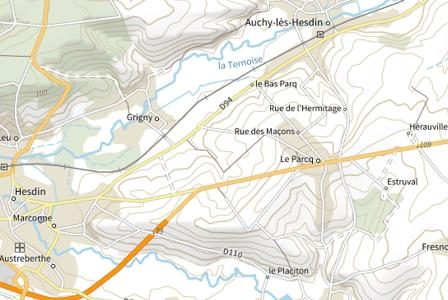 Auchy-lès-Hesdin
la Ternoise
le Bas Parq
100
D94
Rue de l'Hermitage
Grigny
Rue des Maçons
Hérauville
Leu
109
Le Parcq
Estruval
Hesdin
Marconne
D110
Fresno
Austreberthe
le Placiton